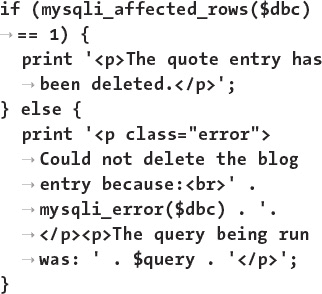 if (mysqli_affected_rows($dbc)
→ == 1) {
print '<p>The quote entry has
→ been deleted.</p>';
} else {
print '<p class="error">
→ Could not delete the blog
→ entry because:<br>' .
→ mysqli_error($dbc) . '.
→ </p><p>The query being run
→ was: ' . $query . '</p>';
}